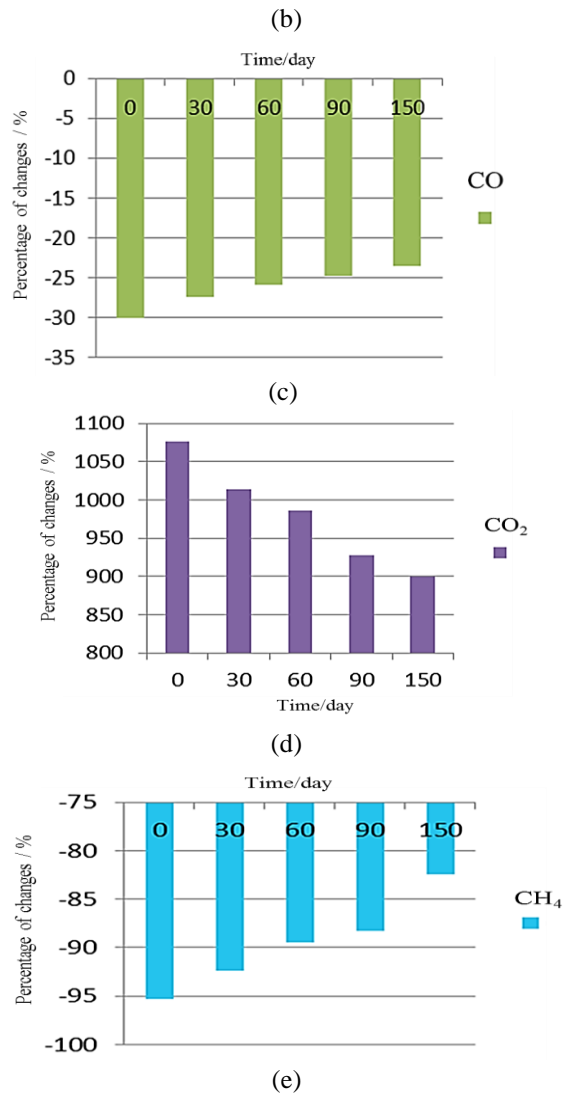 (b)
Time/day
0
0 30 60 90 150
-5
-10
-15
-20
-25
-30
-35
Percentage of changes / %
CO
(c)
1100
1050
1000
950
900
850
800
Percentage of changes / %
CO₂
0 30 60 90 150
Time/day
(d)
Time/day
-75
0 30 60 90 150
-80
-85
-90
-95
-100
Percentage of changes / %
CH₄
(e)